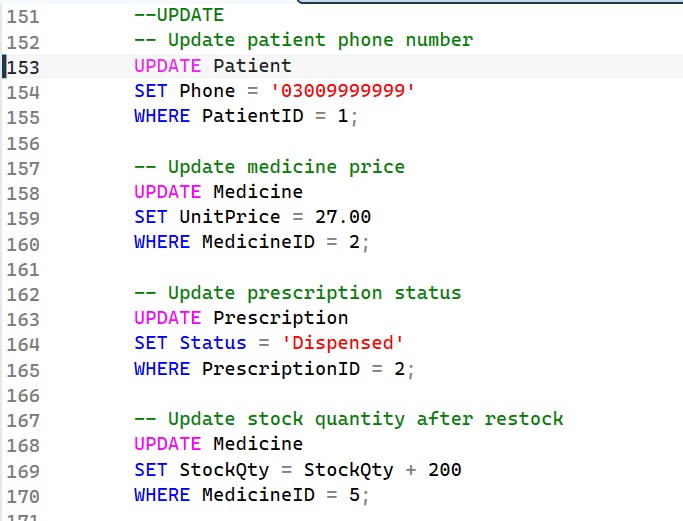 151 --UPDATE
152 -- Update patient phone number
153 UPDATE Patient
154 SET Phone = '03009999999'
155 WHERE PatientID = 1;
156
157 -- Update medicine price
158 UPDATE Medicine
159 SET UnitPrice = 27.00
160 WHERE MedicineID = 2;
161
162 -- Update prescription status
163 UPDATE Prescription
164 SET Status = 'Dispensed'
165 WHERE PrescriptionID = 2;
166
167 -- Update stock quantity after restock
168 UPDATE Medicine
169 SET StockQty = StockQty + 200
170 WHERE MedicineID = 5;
171